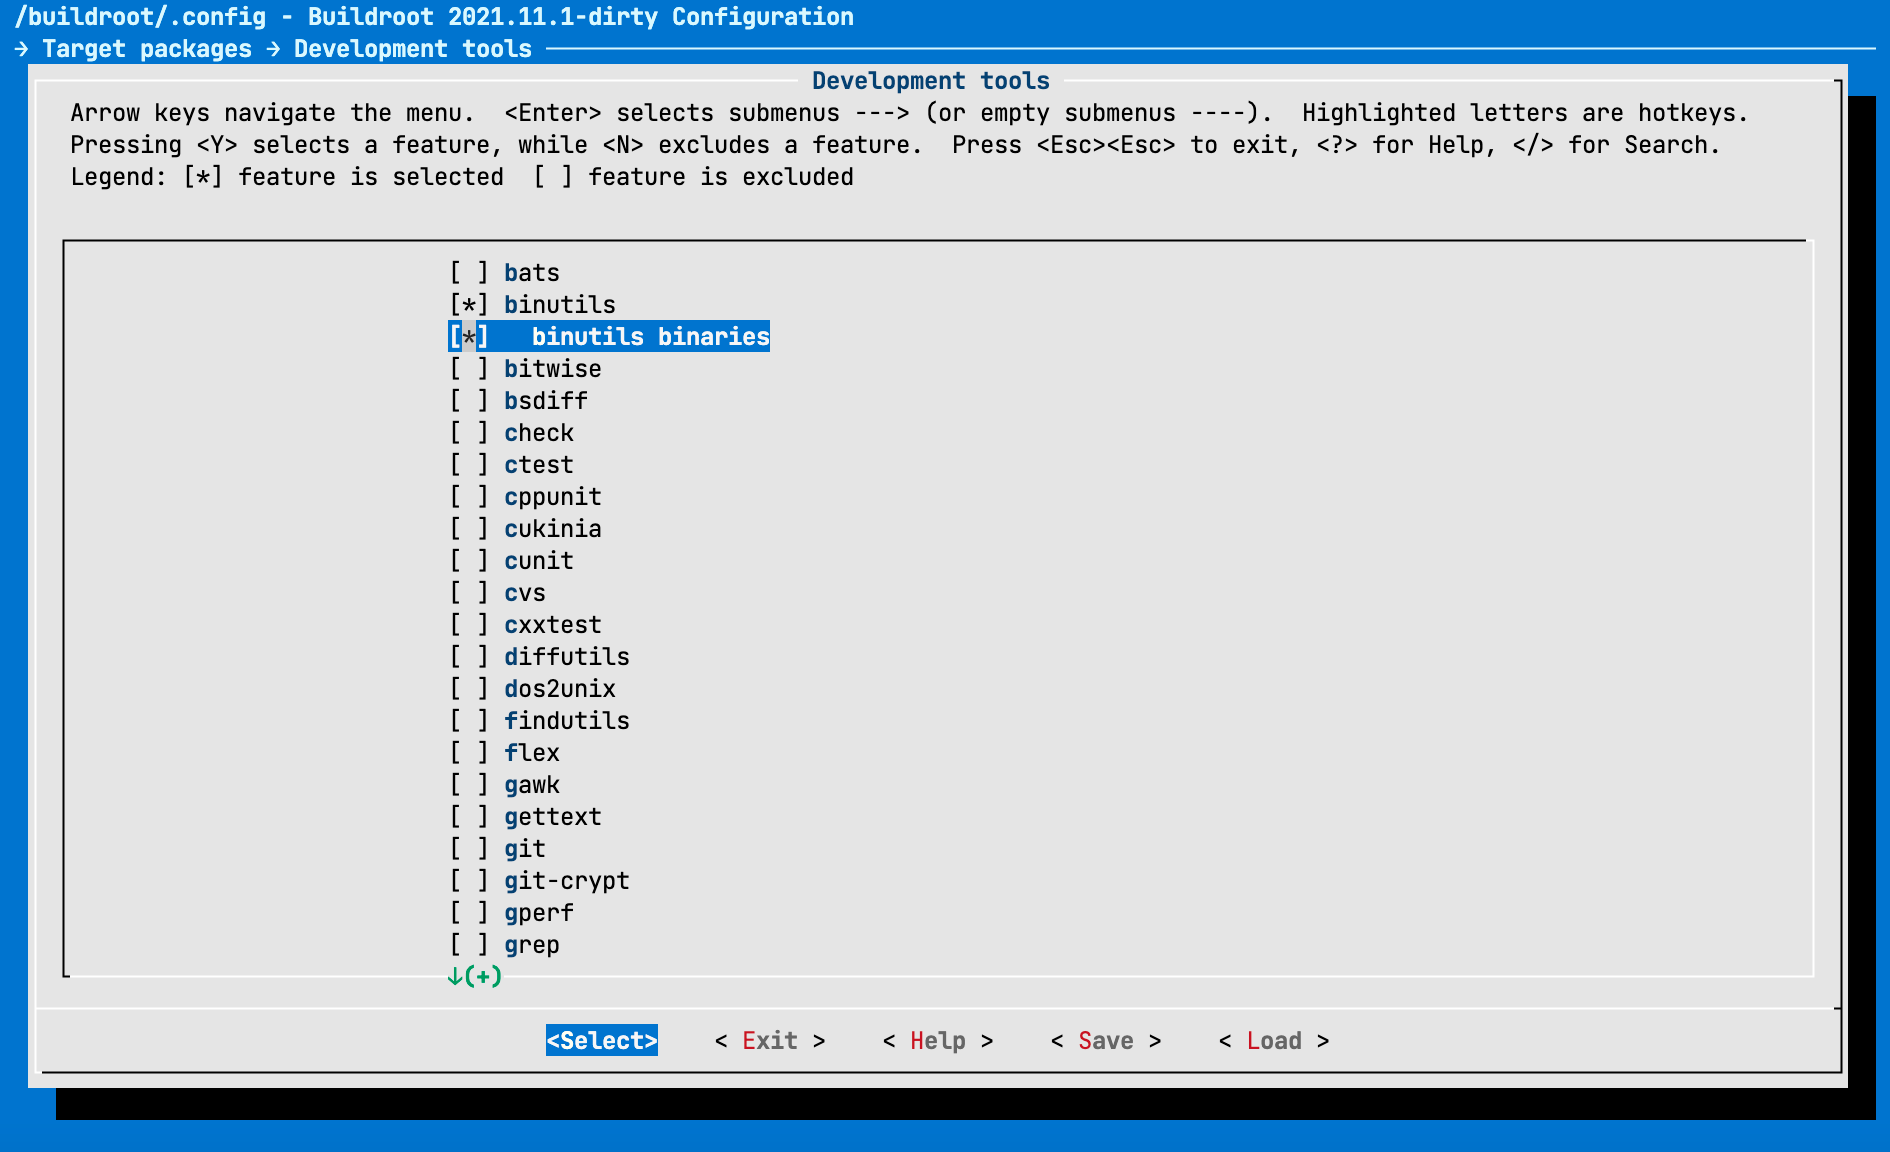 /buildroot/.config - Buildroot 2021.11.1-dirty Configuration
→ Target packages → Development tools
Development tools
Arrow keys navigate the menu.  <Enter> selects submenus ---> (or empty submenus ----).  Highlighted letters are hotkeys.
Pressing <Y> selects a feature, while <N> excludes a feature.  Press <Esc><Esc> to exit, <?> for Help, </> for Search.
Legend: [*] feature is selected  [ ] feature is excluded
[ ] bats
[*] binutils
[*]   binutils binaries
[ ] bitwise
[ ] bsdiff
[ ] check
[ ] ctest
[ ] cppunit
[ ] cukinia
[ ] cunit
[ ] cvs
[ ] cxxtest
[ ] diffutils
[ ] dos2unix
[ ] findutils
[ ] flex
[ ] gawk
[ ] gettext
[ ] git
[ ] git-crypt
[ ] gperf
[ ] grep
↓(+)
<Select>    < Exit >    < Help >    < Save >    < Load >